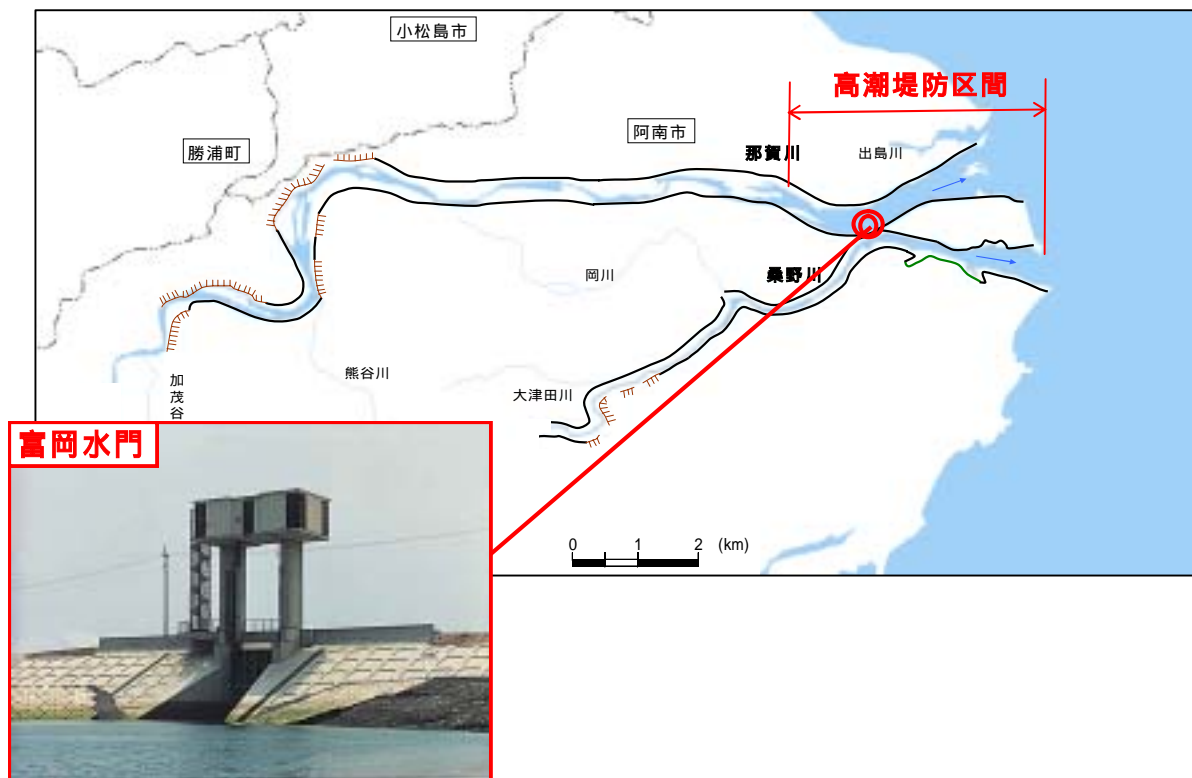 小松島市
高潮堤防区間
阿南市
勝浦町
那賀川
出島川
岡川
桑野川
熊谷川
加茂谷
大津田川
富岡水門
0 1 2 (km)